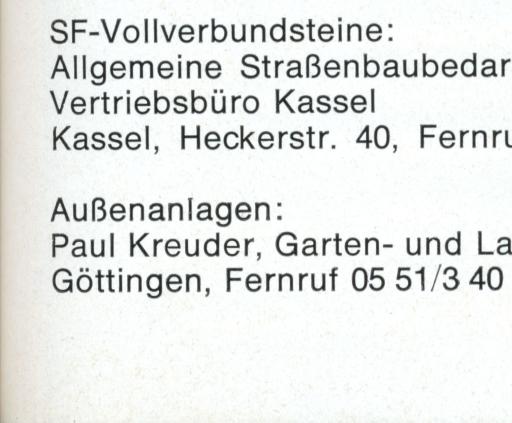 SF-Vollverbundsteine:
Allgemeine Straßenbaubedar
Vertriebsbüro Kassel
Kassel, Heckerstr. 40, Fernru
Außenanlagen:
Paul Kreuder, Garten- und La
Göttingen, Fernruf 05 51/3 40